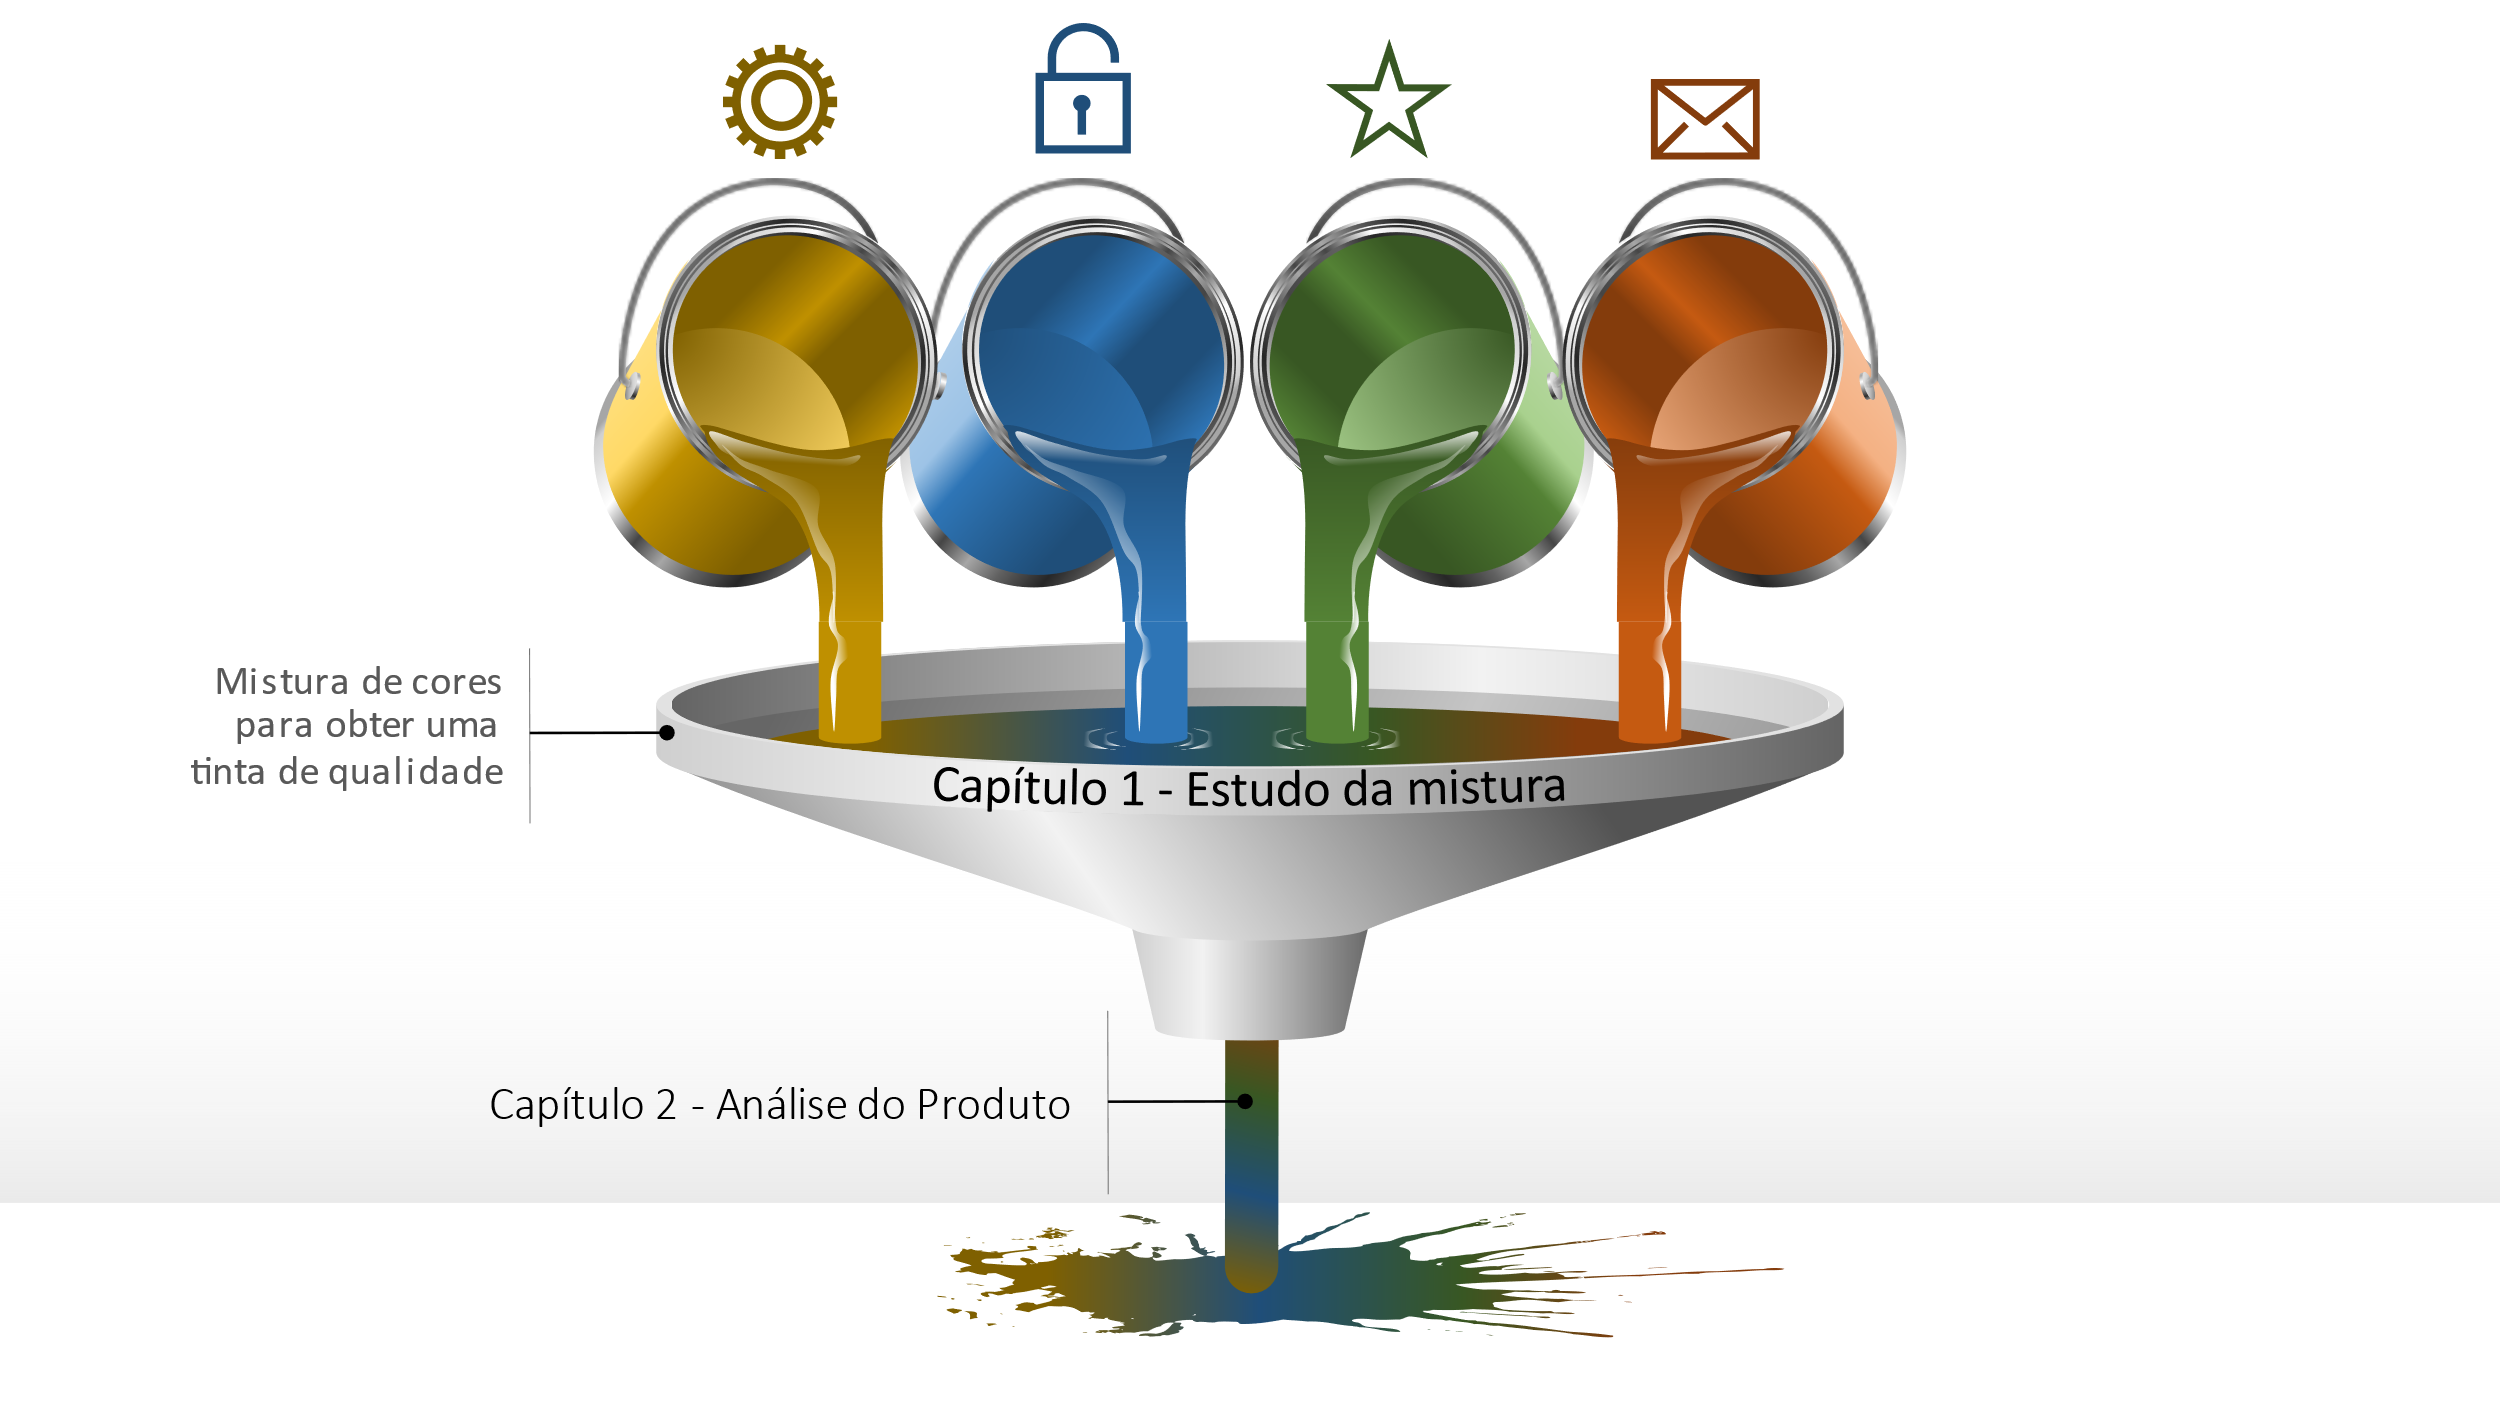 Mistura de cores
para obter uma
tinta de qualidade
Capítulo 1 - Estudo da mistura
Capítulo 2 - Análise do Produto